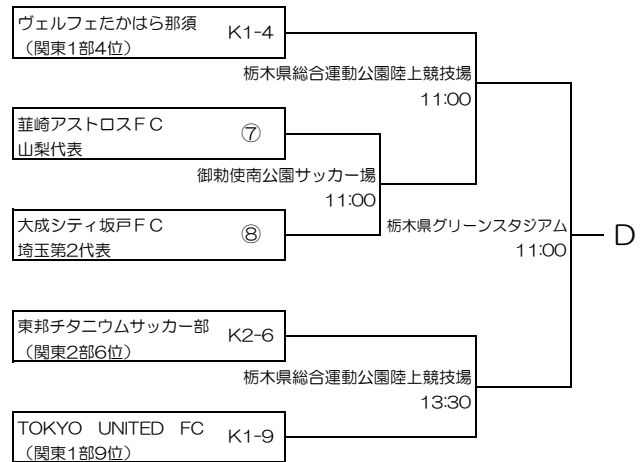 ヴェルフェたかはら那須
（関東1部4位）
K1-4
栃木県総合運動公園陸上競技場
11:00
韮崎アストロスＦＣ
山梨代表
⑦
御勅使南公園サッカー場
11:00
大成シティ坂戸ＦＣ
埼玉第2代表
⑧
栃木県グリーンスタジアム
11:00
D
東邦チタニウムサッカー部
（関東2部6位）
K2-6
栃木県総合運動公園陸上競技場
13:30
TOKYO　UNITED　FC
（関東1部9位）
K1-9